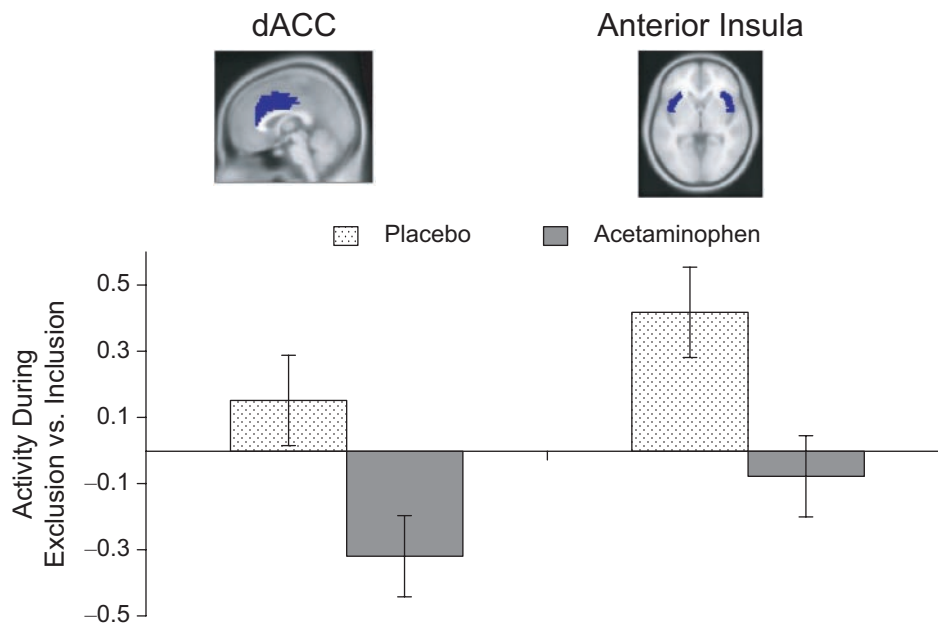 dACC
Anterior Insula
Placebo
Acetaminophen
Activity During
Exclusion vs. Inclusion
0.5
0.3
0.1
–0.1
–0.3
–0.5